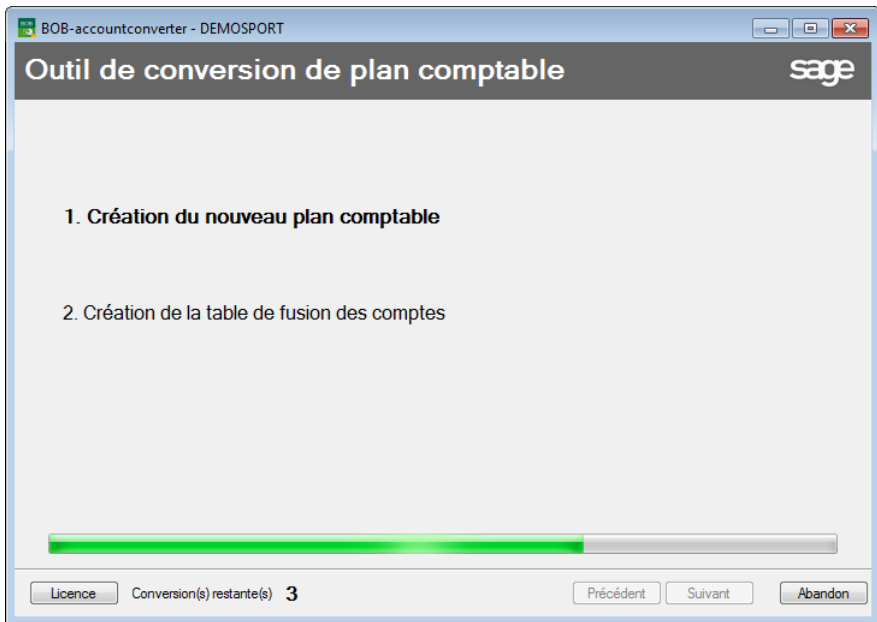 BOB-accountconverter - DEMOSPORT
Outil de conversion de plan comptable
sage
1. Création du nouveau plan comptable
2. Création de la table de fusion des comptes
Licence Conversion(s) restante(s) 3 Précédent Suivant Abandon